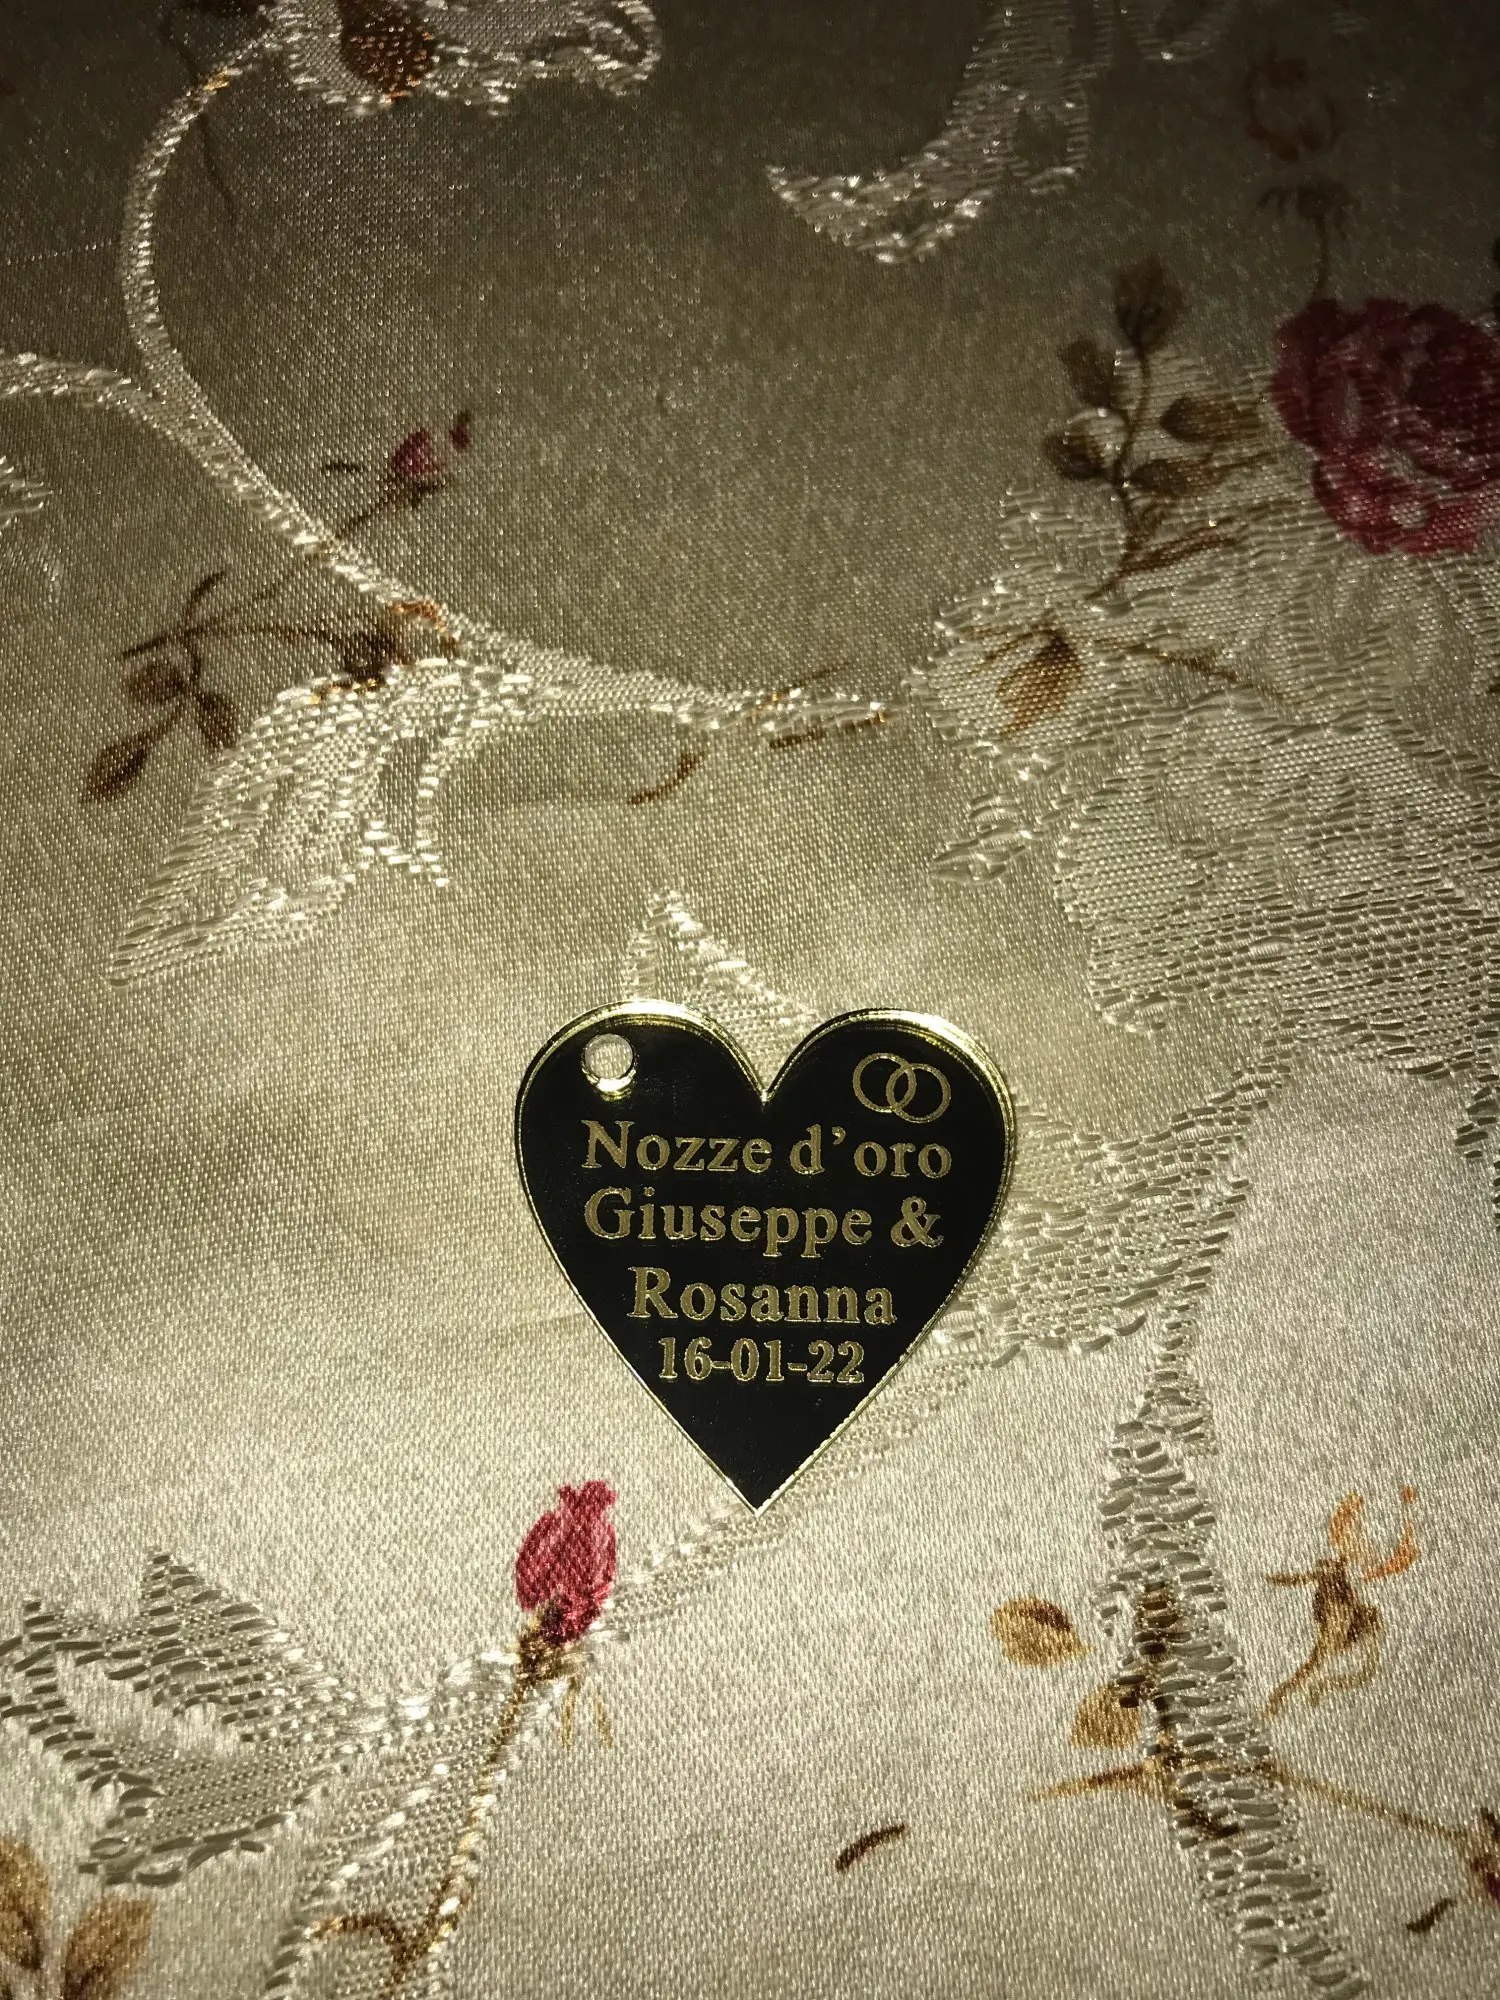 Nozze d'oro
Giuseppe &
Rosanna
16-01-22